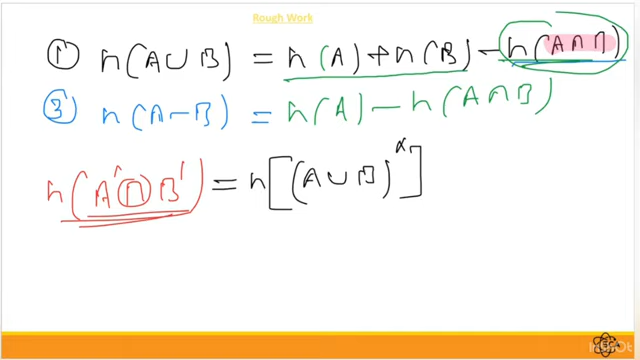 Rough Work
① n(A∪B) = n(A) + n(B) - n(A∩B)
③ n(A-B) = n(A) - n(A∩B)
n(A'∩B') = n[(A∪B)']